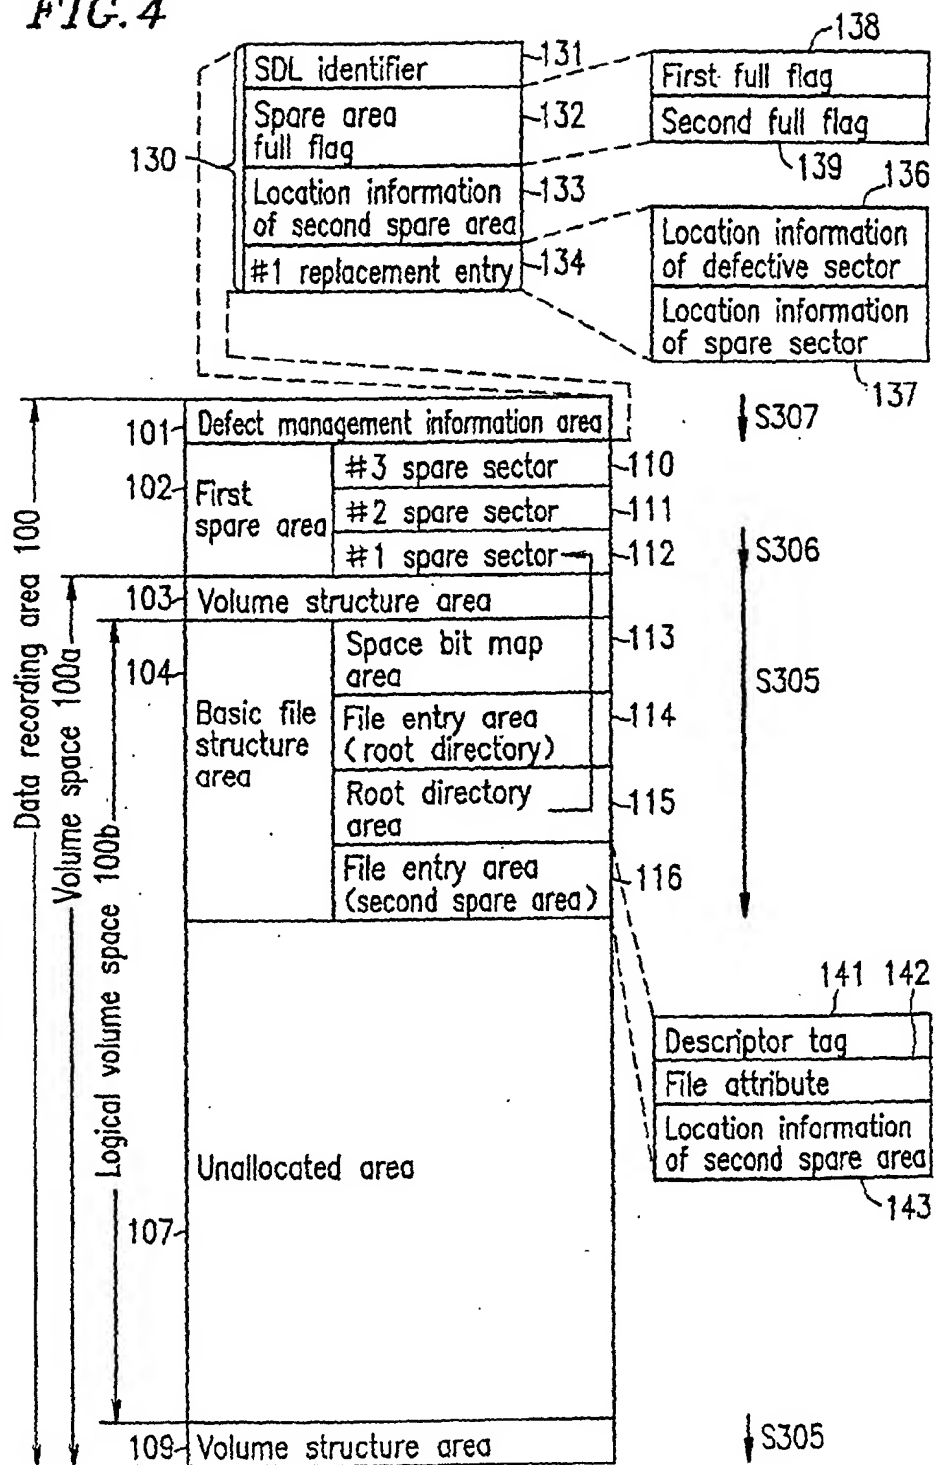 FIG. 4
138
131
SDL identifier
First full flag
Spare area
full flag
132
Second full flag
130
139
136
Location information
of second spare area
133
Location information
of defective sector
#1 replacement entry
134
Location information
of spare sector
137
101
Defect management information area
S307
102
First
spare area
#3 spare sector
110
#2 spare sector
111
#1 spare sector
112
S306
103
Volume structure area
104
Basic file
structure
area
Space bit map
area
113
S305
File entry area
(root directory)
114
Root directory
area
115
File entry area
(second spare area)
116
Data recording area 100
Volume space 100a
Logical volume space 100b
141 142
Descriptor tag
File attribute
Location information
of second spare area
143
Unallocated area
107
109
Volume structure area
S305